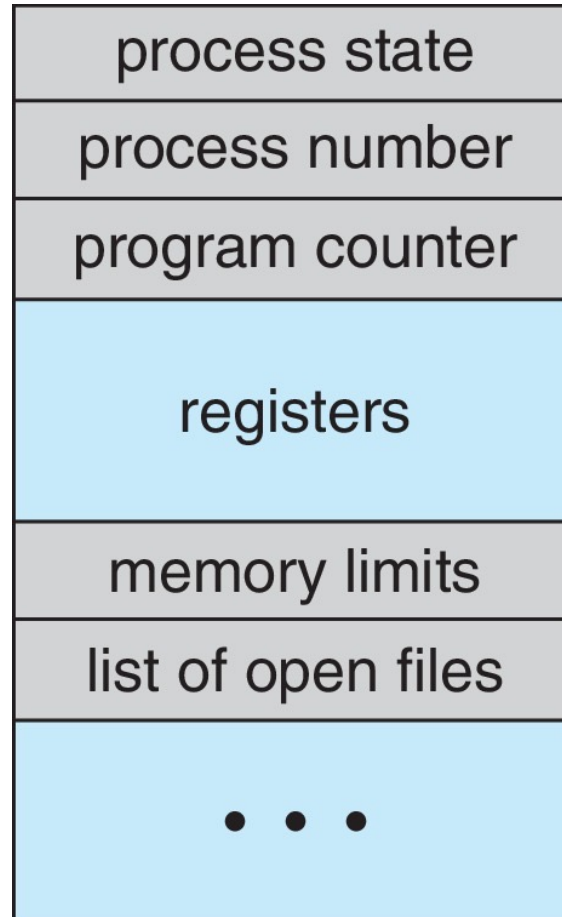 process state
process number
program counter
registers
memory limits
list of open files
• • •